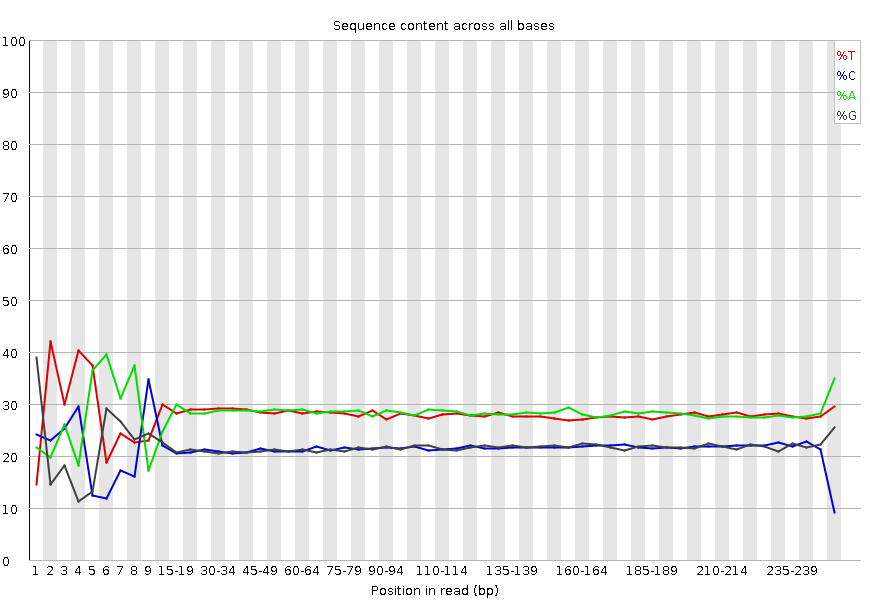 Sequence content across all bases
100
90
80
70
60
50
40
30
20
10
0
%T
%C
%A
%G
1 2 3 4 5 6 7 8 9 15-19 30-34 45-49 60-64 75-79 90-94 110-114 135-139 160-164 185-189 210-214 235-239
Position in read (bp)